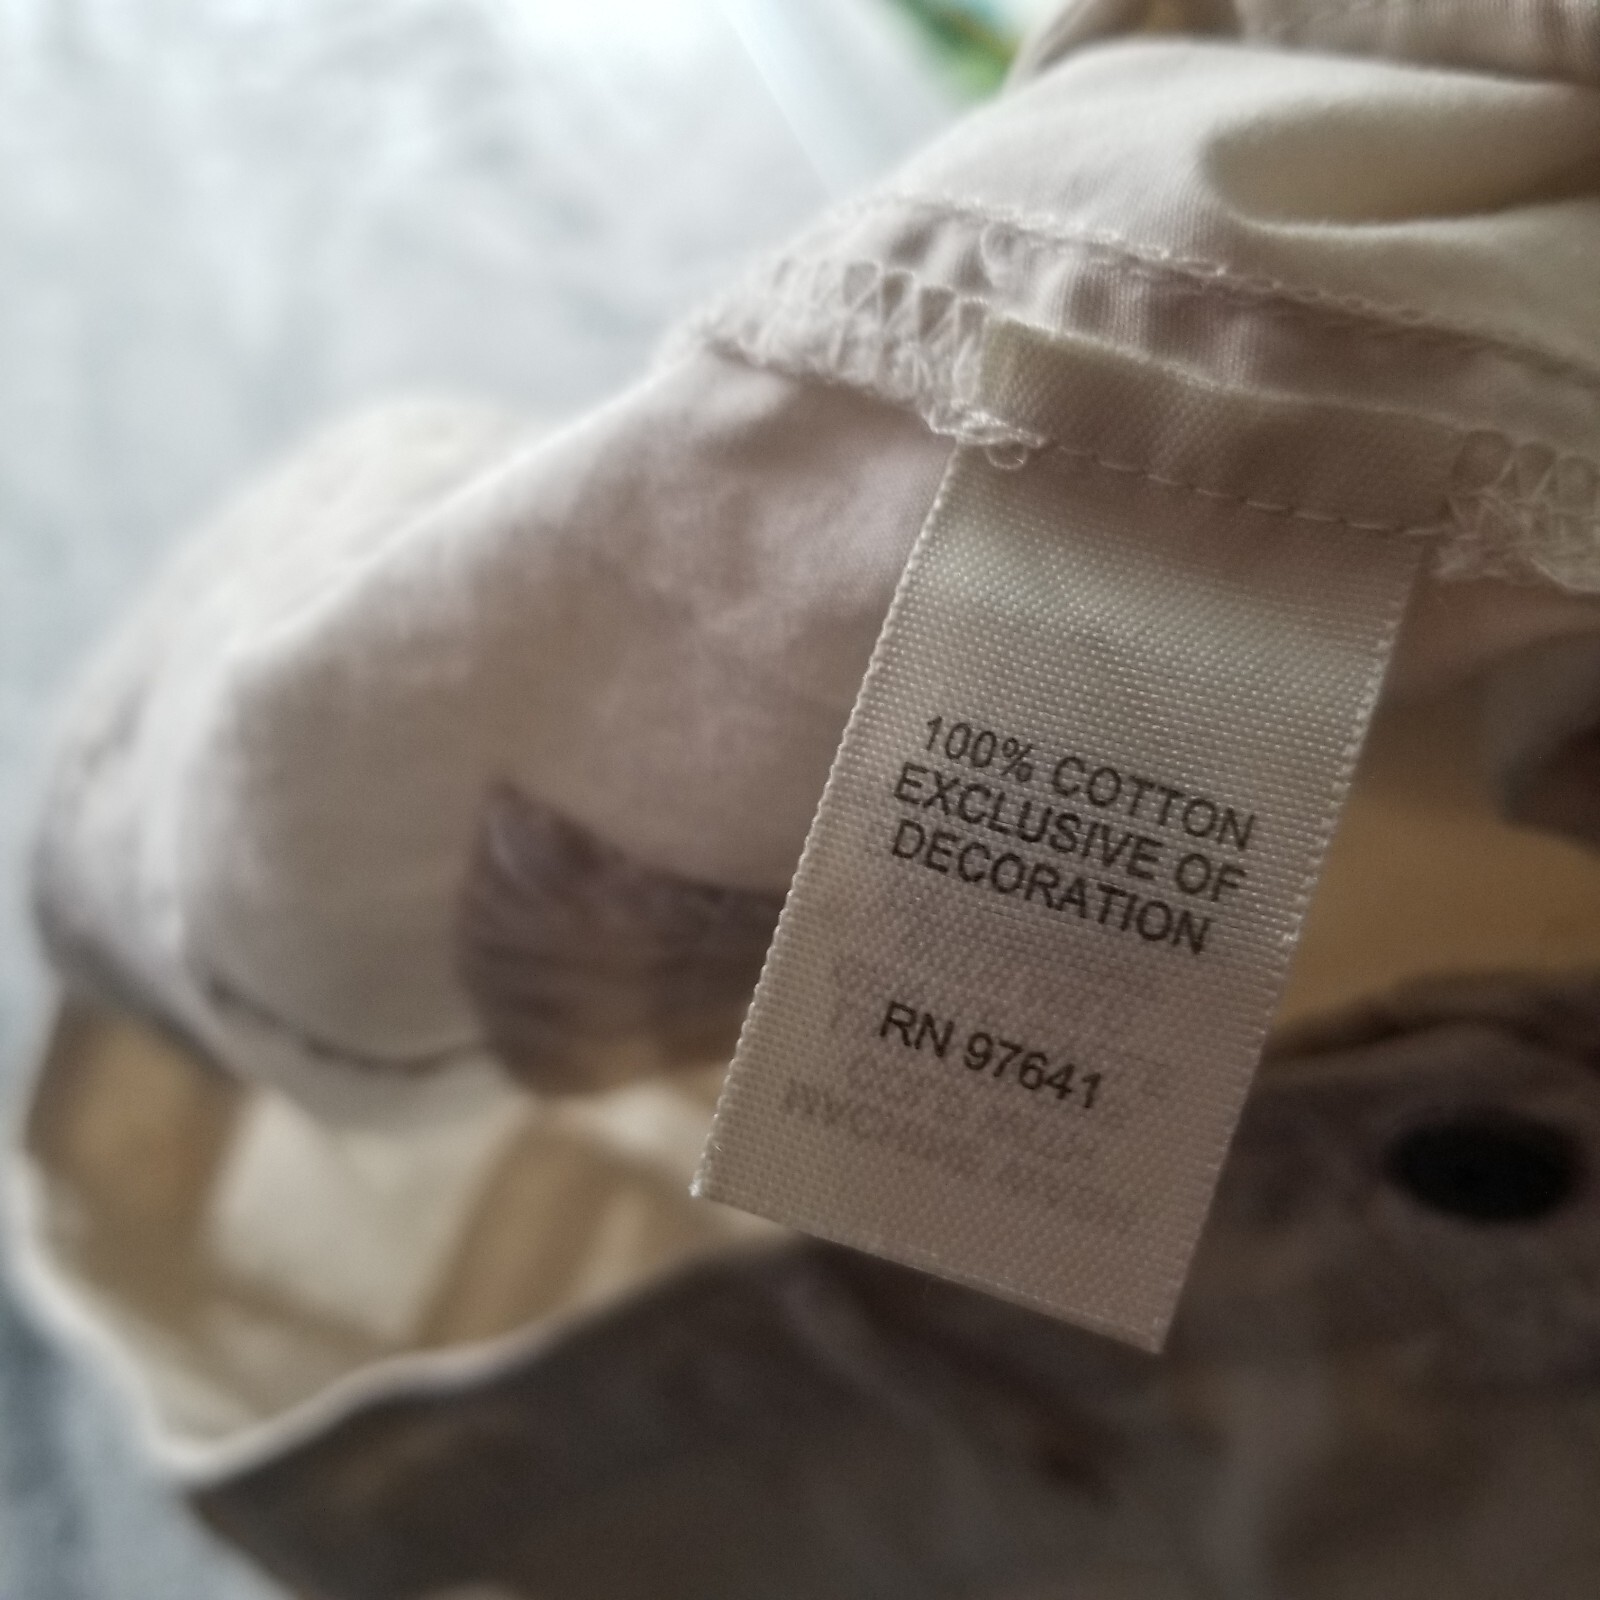 100% COTTON
EXCLUSIVE OF
DECORATION
RN 97641